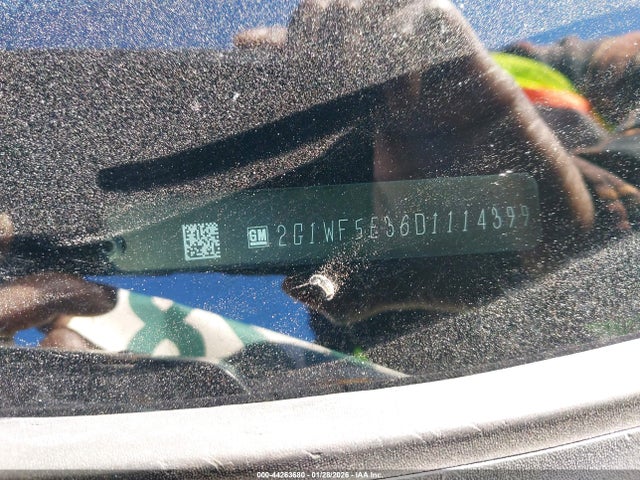 GM 2G1WF5E36D1114399
000-44263680 - 01/28/2026 - IAA Inc.